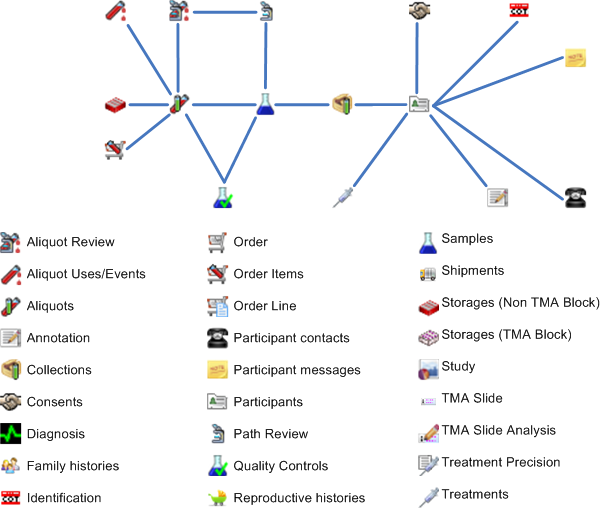 Aliquot Review
Aliquot Uses/Events
Aliquots
Annotation
Collections
Consents
Diagnosis
Family histories
Identification
Order
Order Items
Order Line
Participant contacts
Participant messages
Participants
Path Review
Quality Controls
Reproductive histories
Samples
Shipments
Storages (Non TMA Block)
Storages (TMA Block)
Study
TMA Slide
TMA Slide Analysis
Treatment Precision
Treatments